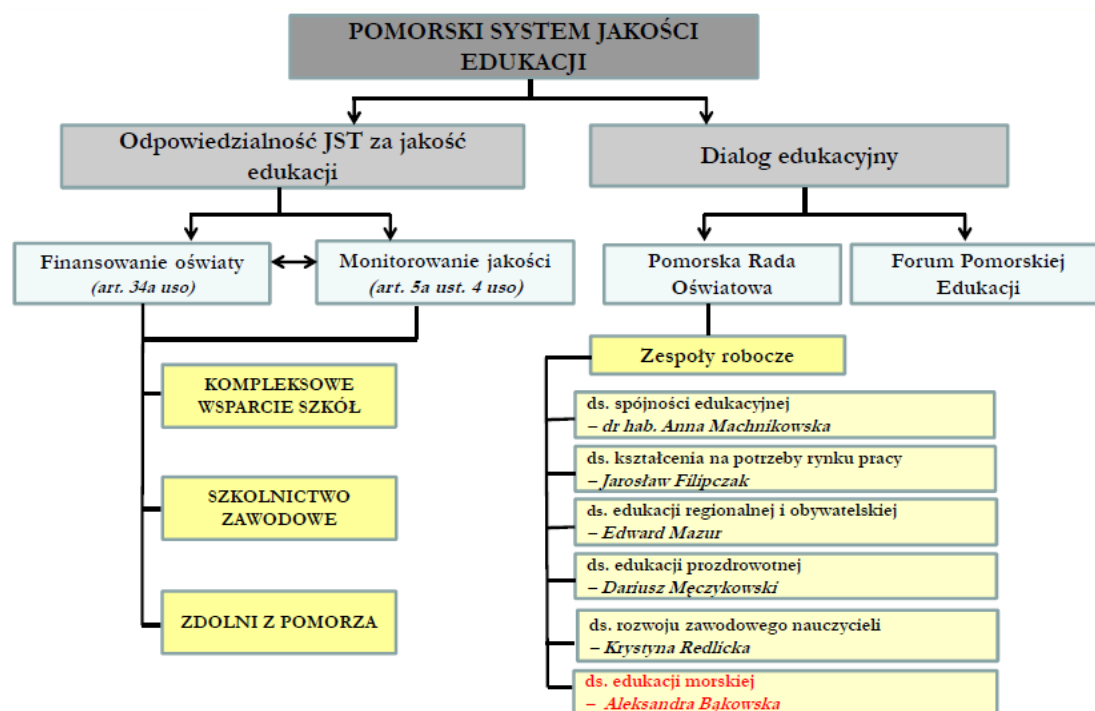 POMORSKI SYSTEM JAKOŚCI
EDUKACJI
Odpowiedzialność JST za jakość
edukacji
Dialog edukacyjny
Finansowanie oświaty
(art. 34a uso)
Monitorowanie jakości
(art. 5a ust. 4 uso)
Pomorska Rada
Oświatowa
Forum Pomorskiej
Edukacji
KOMPLEKSOWE
WSPARCIE SZKÓŁ
SZKOLNICTWO
ZAWODOWE
ZDOLNI Z POMORZA
Zespoły robocze
ds. spójności edukacyjnej
– dr hab. Anna Machnikowska
ds. kształcenia na potrzeby rynku pracy
– Jarosław Filipczak
ds. edukacji regionalnej i obywatelskiej
– Edward Mazur
ds. edukacji prozdrowotnej
– Dariusz Męczykowski
ds. rozwoju zawodowego nauczycieli
– Krystyna Redlicka
ds. edukacji morskiej
– Aleksandra Bąkowska